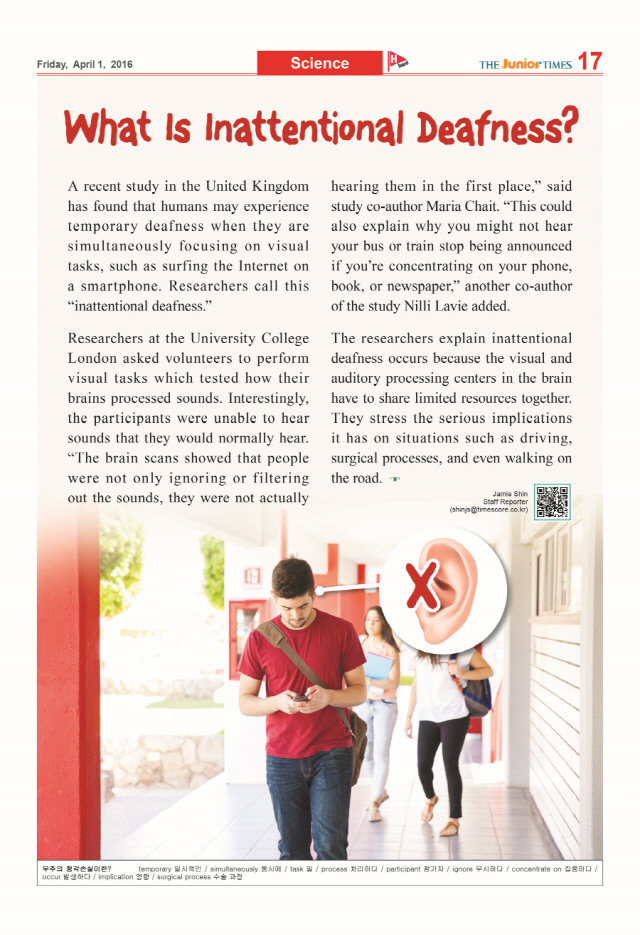 Friday, April 1, 2016
Science
H
Hard
THE Junior TIMES 17
What Is Inattentional Deafness?
A recent study in the United Kingdom
has found that humans may experience
temporary deafness when they are
simultaneously focusing on visual
tasks, such as surfing the Internet on
a smartphone. Researchers call this
“inattentional deafness.”
Researchers at the University College
London asked volunteers to perform
visual tasks which tested how their
brains processed sounds. Interestingly,
the participants were unable to hear
sounds that they would normally hear.
“The brain scans showed that people
were not only ignoring or filtering
out the sounds, they were not actually
hearing them in the first place,” said
study co-author Maria Chait. “This could
also explain why you might not hear
your bus or train stop being announced
if you’re concentrating on your phone,
book, or newspaper,” another co-author
of the study Nilli Lavie added.
The researchers explain inattentional
deafness occurs because the visual and
auditory processing centers in the brain
have to share limited resources together.
They stress the serious implications
it has on situations such as driving,
surgical processes, and even walking on
the road.
Jamie Shin
Staff Reporter
(shinjs@timescore.co.kr)
X
무주의 청각손실이란? temporary 일시적인 / simultaneously 동시에 / task 일 / process 처리하다 / participant 참가자 / ignore 무시하다 / concentrate on 집중하다 /
occur 발생하다 / implication 영향 / surgical process 수술 과정